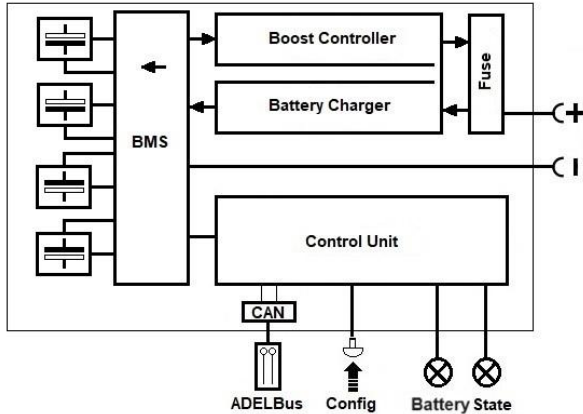 Boost Controller
Battery Charger
Fuse
BMS
+
-
Control Unit
CAN
ADELBus
Config
Battery State